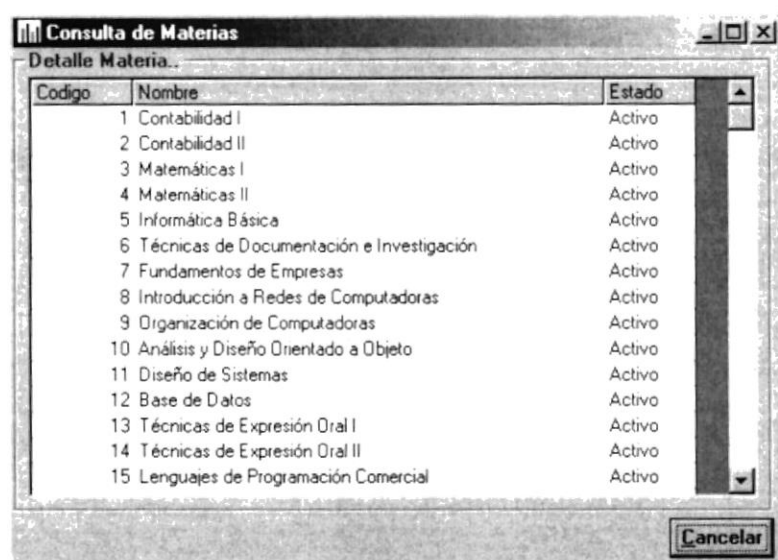 Consulta de Materias
Detalle Materia..
Codigo Nombre Estado
1 Contabilidad I Activo
2 Contabilidad II Activo
3 Matemáticas I Activo
4 Matemáticas II Activo
5 Informática Básica Activo
6 Técnicas de Documentación e Investigación Activo
7 Fundamentos de Empresas Activo
8 Introducción a Redes de Computadoras Activo
9 Organización de Computadoras Activo
10 Análisis y Diseño Orientado a Objeto Activo
11 Diseño de Sistemas Activo
12 Base de Datos Activo
13 Técnicas de Expresión Oral I Activo
14 Técnicas de Expresión Oral II Activo
15 Lenguajes de Programación Comercial Activo
Cancelar